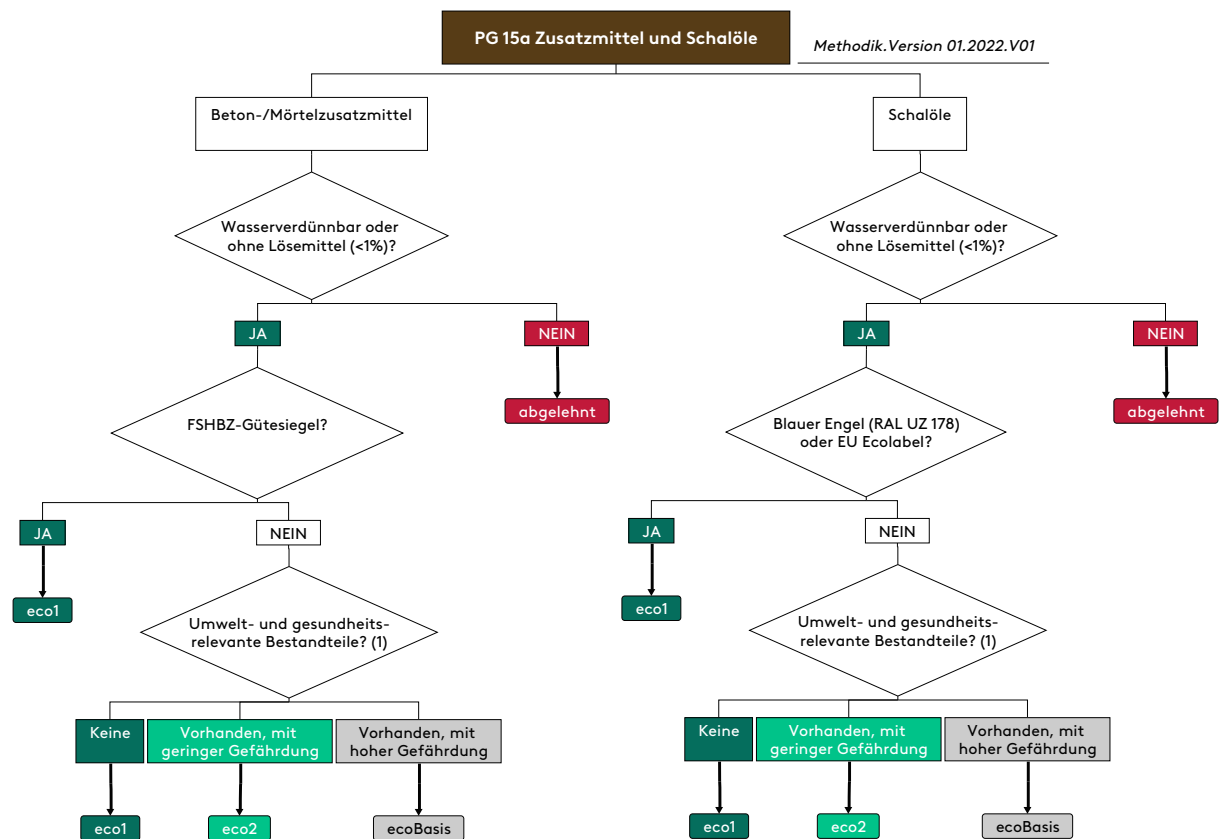 PG 15a Zusatzmittel und Schalöle
Methodik.Version 01.2022.V01
Beton-/Mörtelzusatzmittel
Schalöle
Wasserverdünnbar oder
ohne Lösemittel (<1%)?
Wasserverdünnbar oder
ohne Lösemittel (<1%)?
JA
NEIN
JA
NEIN
abgelehnt
abgelehnt
FSHBZ-Gütesiegel?
Blauer Engel (RAL UZ 178)
oder EU Ecolabel?
JA
NEIN
JA
NEIN
eco1
eco1
Umwelt- und gesundheits-
relevante Bestandteile? (1)
Umwelt- und gesundheits-
relevante Bestandteile? (1)
Keine
Vorhanden, mit
geringer Gefährdung
Vorhanden, mit
hoher Gefährdung
Keine
Vorhanden, mit
geringer Gefährdung
Vorhanden, mit
hoher Gefährdung
eco1
eco2
ecoBasis
eco1
eco2
ecoBasis